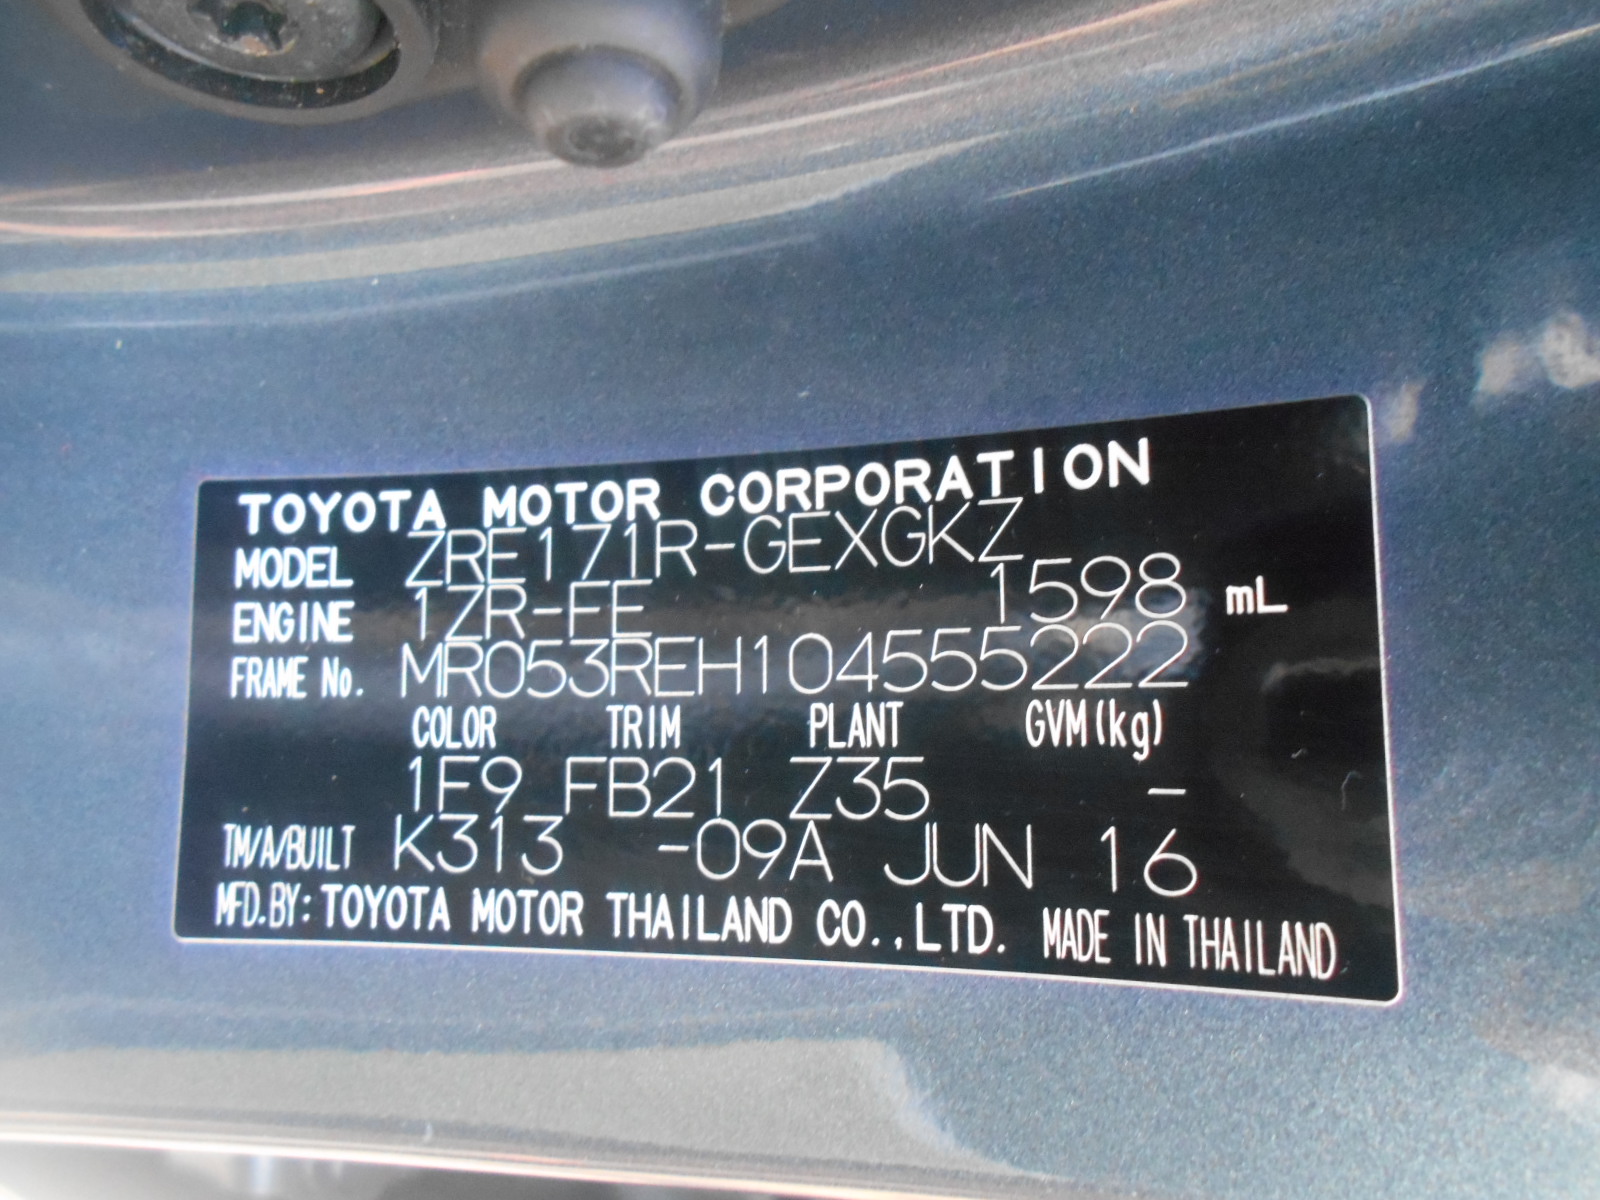 TOYOTA MOTOR CORPORATION
MODEL ZRE171R-GEXGKZ
ENGINE 1ZR-FE 1598 mL
FRAME No. MR053REH104555222
COLOR TRIM PLANT GVM(kg)
1F9 FB21 Z35 -
TM/A/BUILT K313 -09A JUN 16
MFD.BY: TOYOTA MOTOR THAILAND CO.,LTD. MADE IN THAILAND